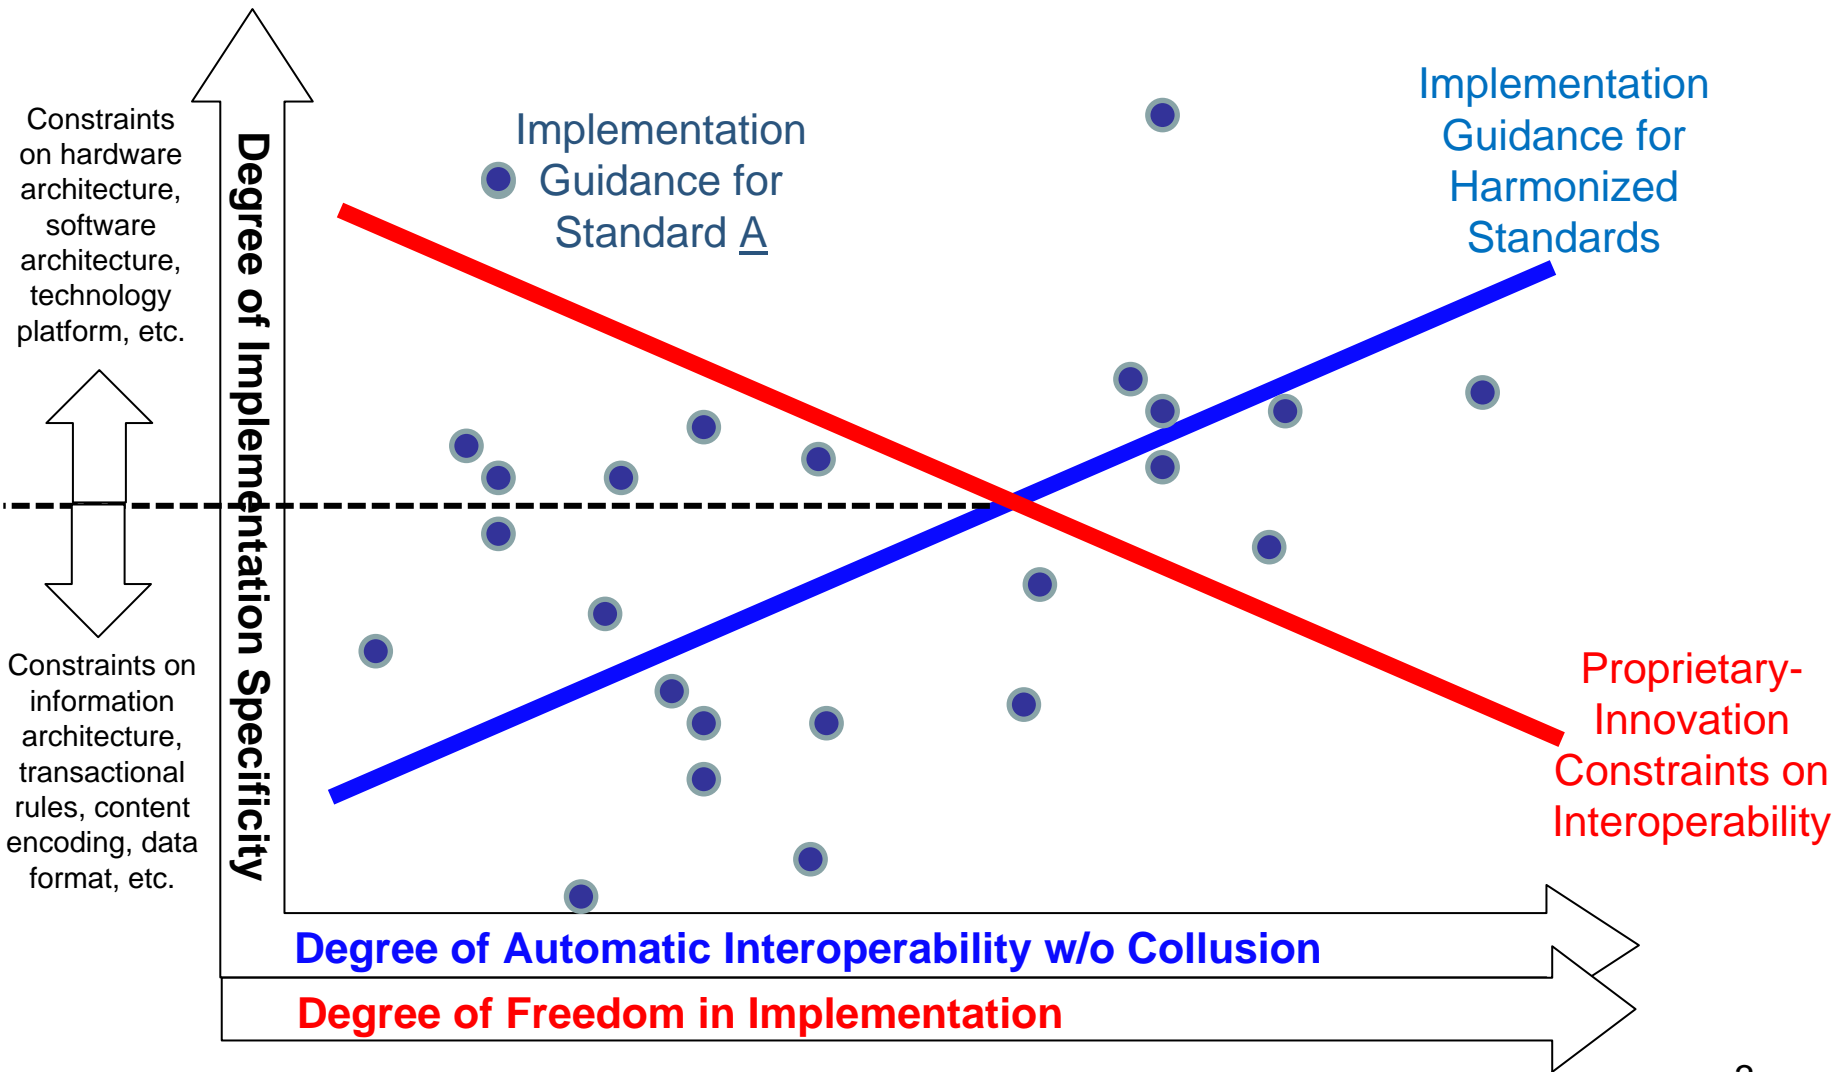 Constraints
on hardware
architecture,
software
architecture,
technology
platform, etc.
Constraints on
information
architecture,
transactional
rules, content
encoding, data
format, etc.
Degree of Implementation Specificity
Implementation
Guidance for
Standard A
Implementation
Guidance for
Harmonized
Standards
Proprietary-
Innovation
Constraints on
Interoperability
Degree of Automatic Interoperability w/o Collusion
Degree of Freedom in Implementation